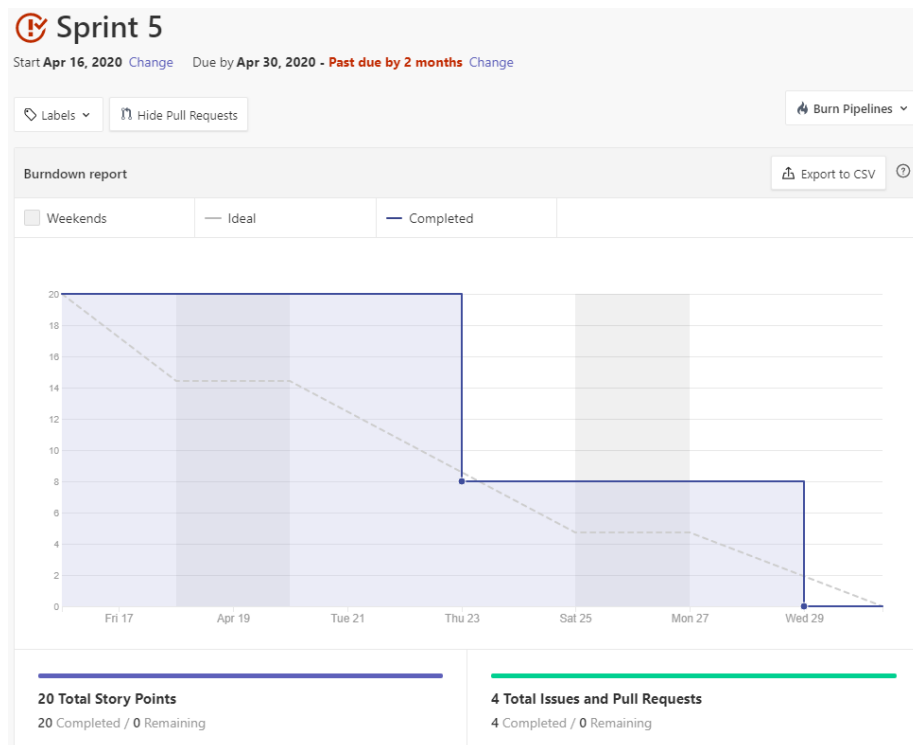 Sprint 5
Start Apr 16, 2020 Change Due by Apr 30, 2020 - Past due by 2 months Change
Labels Hide Pull Requests Burn Pipelines
Burndown report Export to CSV ?
Weekends Ideal Completed
20
18
16
14
12
10
8
6
4
2
0
Fri 17 Apr 19 Tue 21 Thu 23 Sat 25 Mon 27 Wed 29
20 Total Story Points
20 Completed / 0 Remaining
4 Total Issues and Pull Requests
4 Completed / 0 Remaining